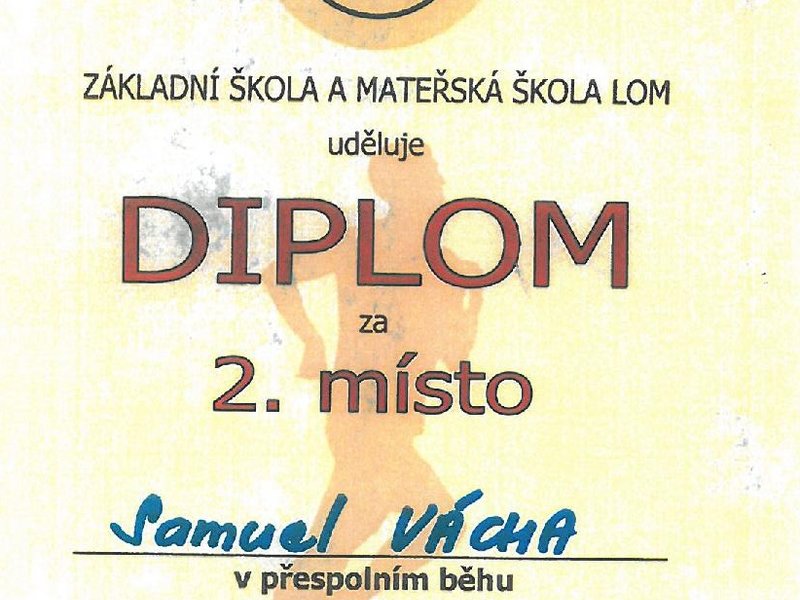 ZÁKLADNÍ ŠKOLA A MATEŘSKÁ ŠKOLA LOM
uděluje
DIPLOM
za
2. místo
Samuel VÁCHA
v přespolním běhu